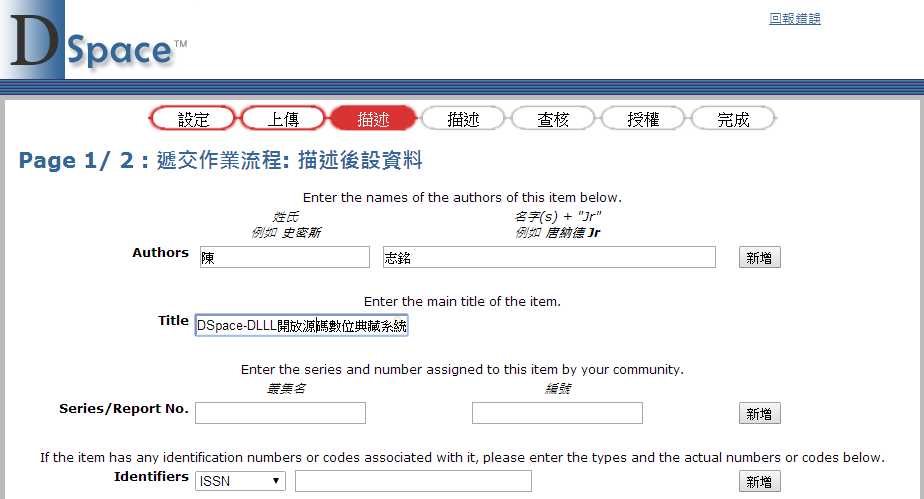 DSpace™
回報錯誤
設定 上傳 描述 描述 查核 授權 完成
Page 1/ 2 : 遞交作業流程: 描述後設資料
Enter the names of the authors of this item below.
姓氏 名字(s) + "Jr"
例如 史密斯 例如 唐納德 Jr
Authors 陳 志銘 新增
Enter the main title of the item.
Title DSpace-DLLL開放源碼數位典藏系統
Enter the series and number assigned to this item by your community.
叢集名 編號
Series/Report No. 新增
If the item has any identification numbers or codes associated with it, please enter the types and the actual numbers or codes below.
Identifiers ISSN 新增